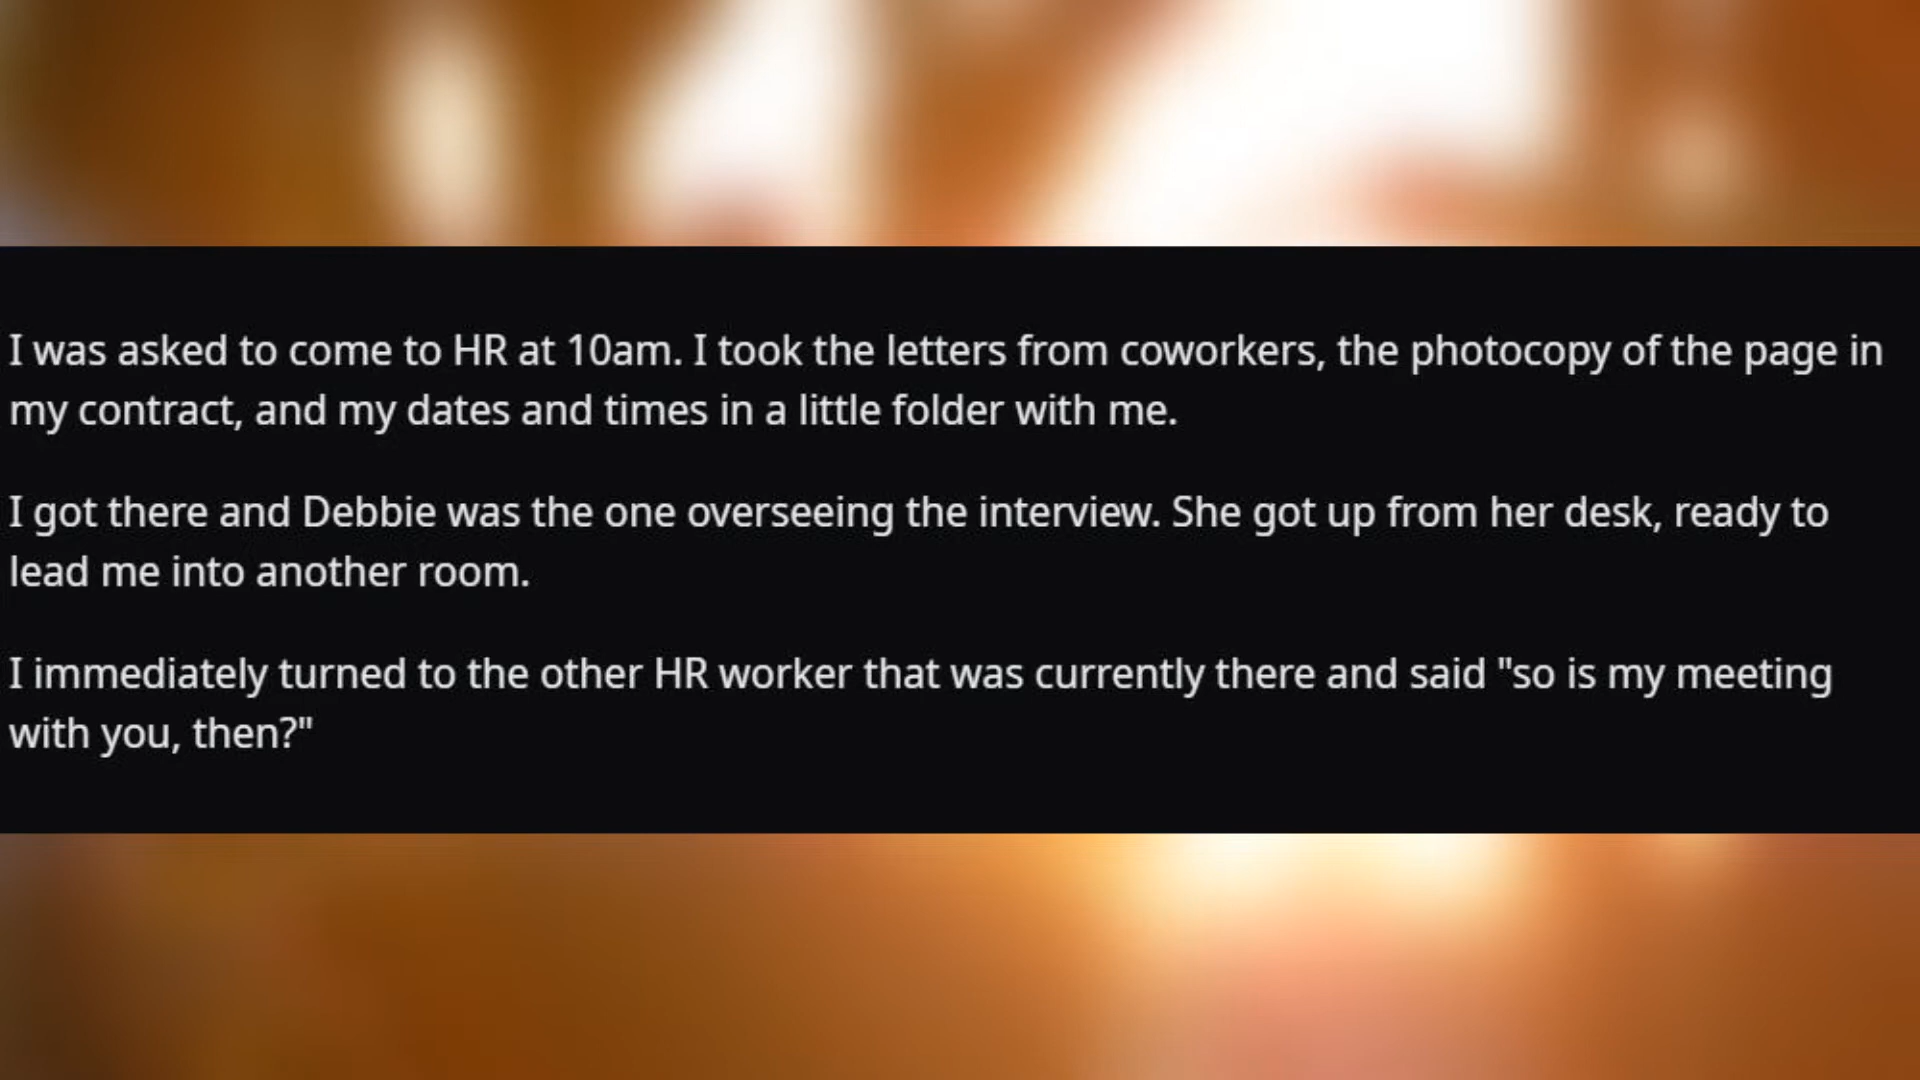 I was asked to come to HR at 10am. I took the letters from coworkers, the photocopy of the page in
my contract, and my dates and times in a little folder with me.
I got there and Debbie was the one overseeing the interview. She got up from her desk, ready to
lead me into another room.
I immediately turned to the other HR worker that was currently there and said "so is my meeting
with you, then?"